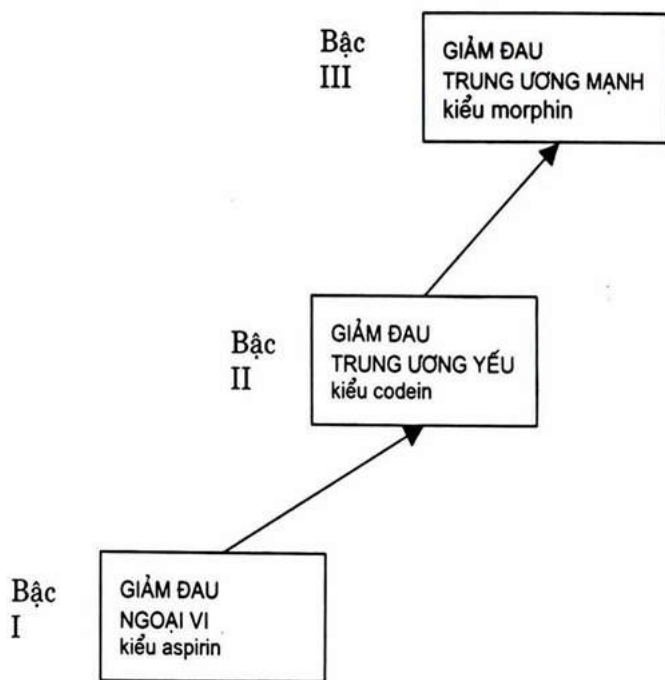 Bậc
III
GIẢM ĐAU
TRUNG ƯƠNG MẠNH
kiểu morphin
Bậc
II
GIẢM ĐAU
TRUNG ƯƠNG YẾU
kiểu codein
Bậc
I
GIẢM ĐAU
NGOẠI VI
kiểu aspirin